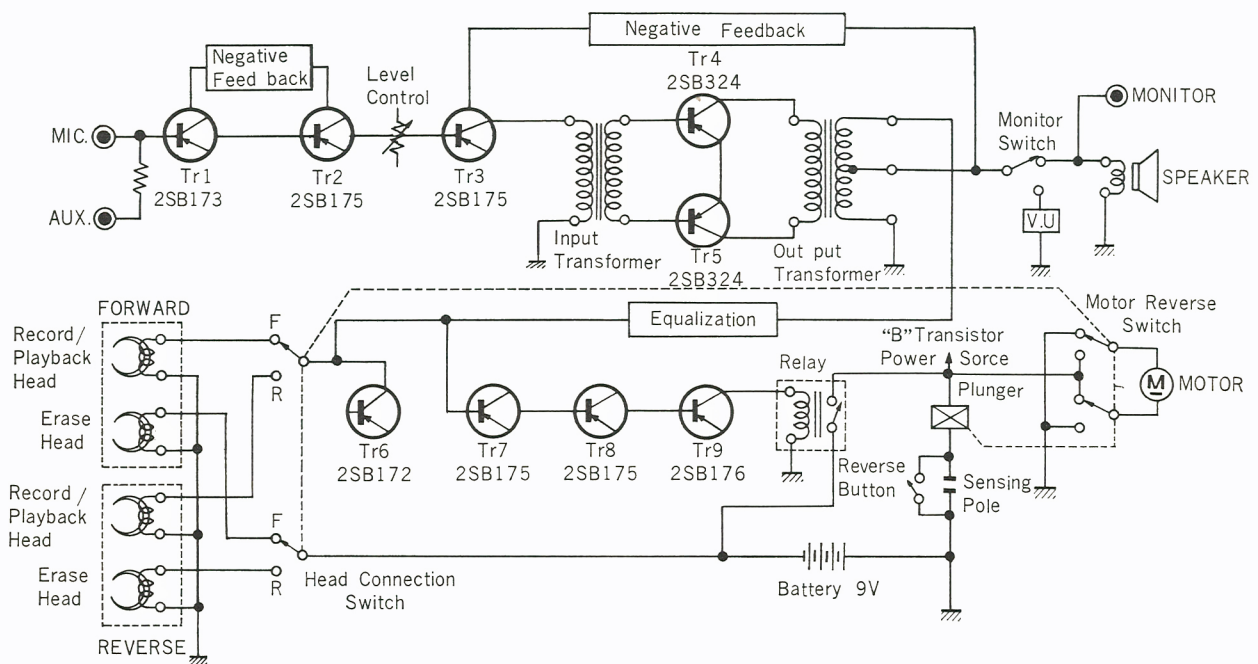 Negative Feedback
Negative
Feed back
Tr4
2SB324
Level
Control
MIC.
AUX.
Tr1
2SB173
Tr2
2SB175
Tr3
2SB175
Input
Transformer
Tr5
2SB324
Out put
Transformer
Monitor
Switch
MONITOR
SPEAKER
V.U
FORWARD
Record/
Playback
Head
Erase
Head
F
R
Equalization
"B" Transistor
Power Sorce
Motor Reverse
Switch
Relay
Plunger
M
MOTOR
Tr6
2SB172
Tr7
2SB175
Tr8
2SB175
Tr9
2SB176
Reverse
Button
Sensing
Pole
Record /
Playback
Head
Erase
Head
REVERSE
F
R
Head Connection
Switch
Battery 9V